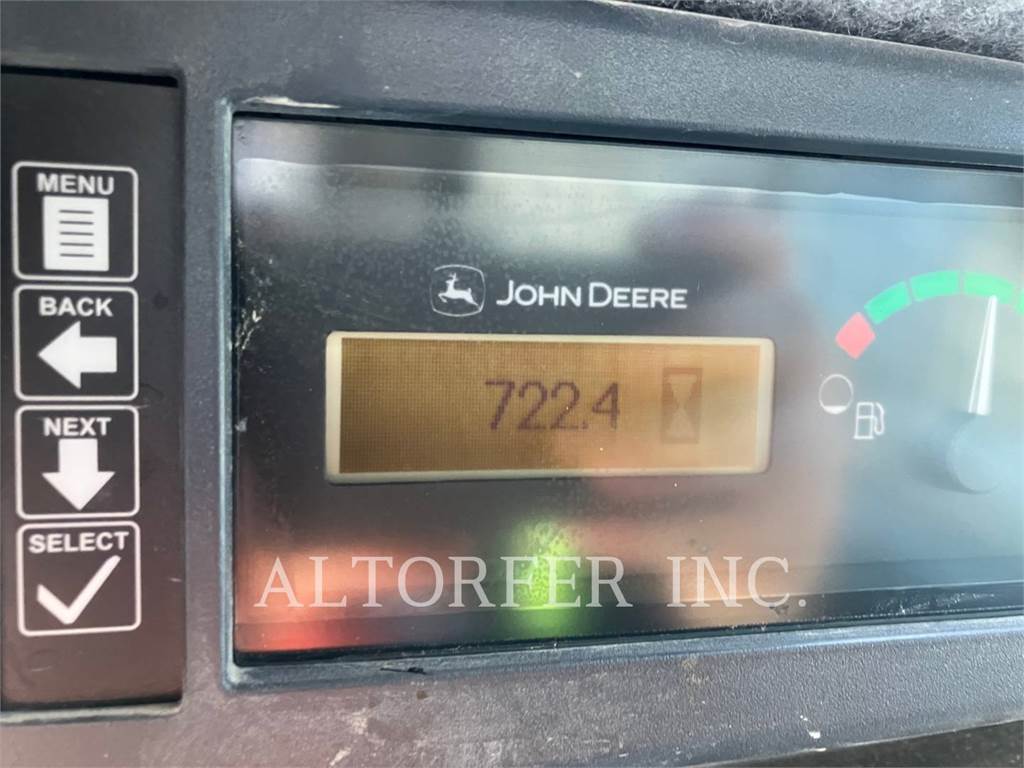 MENU
BACK
NEXT
SELECT
JOHN DEERE
722.4
ALTORFER INC.